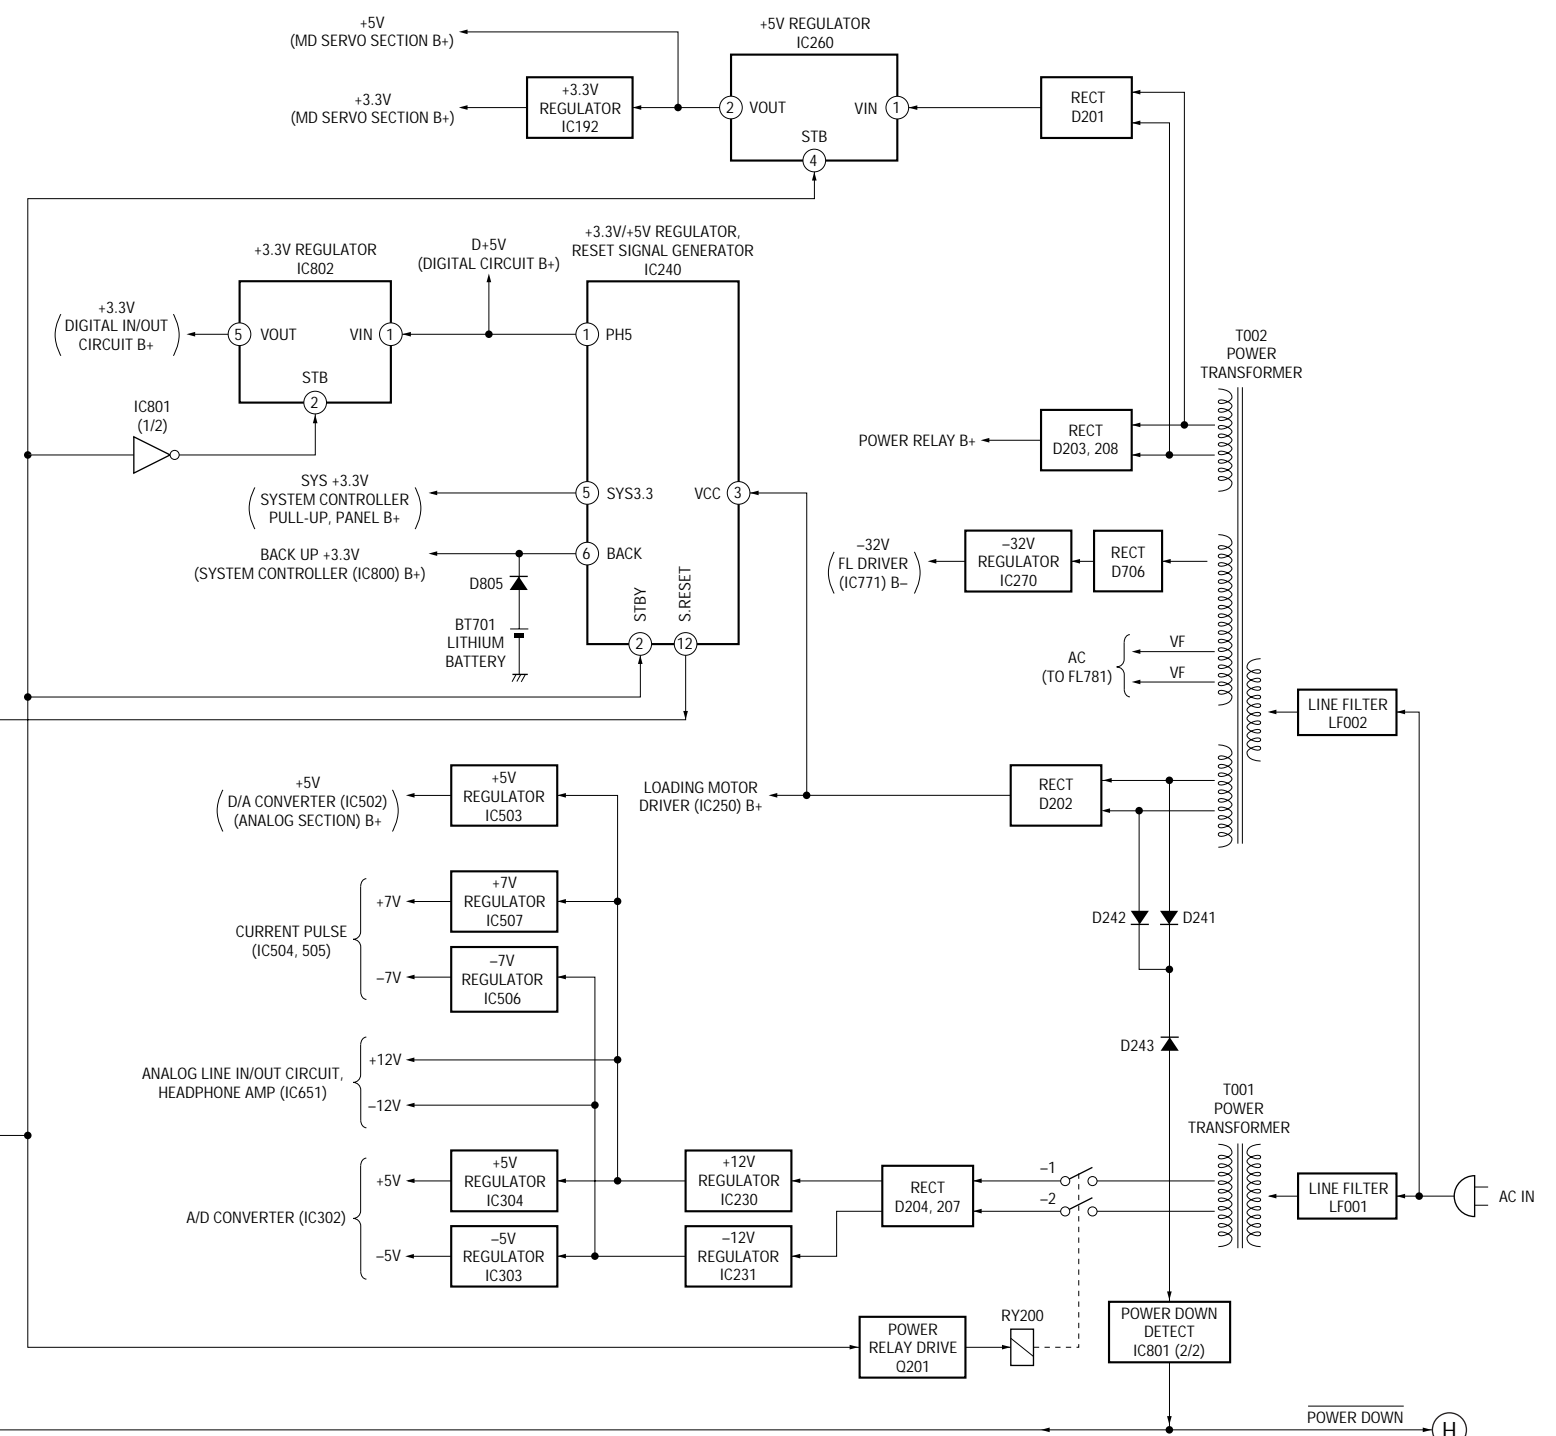 +5V
(MD SERVO SECTION B+)
+5V REGULATOR
IC260
+3.3V
(MD SERVO SECTION B+)
+3.3V
REGULATOR
IC192
2 VOUT
VIN 1
STB
4
RECT
D201
+3.3V REGULATOR
IC802
D+5V
(DIGITAL CIRCUIT B+)
+3.3V/+5V REGULATOR,
RESET SIGNAL GENERATOR
IC240
+3.3V
DIGITAL IN/OUT
CIRCUIT B+
5 VOUT
VIN 1
STB
2
1 PH5
IC801
(1/2)
SYS +3.3V
SYSTEM CONTROLLER
PULL-UP, PANEL B+
5 SYS3.3
VCC 3
BACK UP +3.3V
(SYSTEM CONTROLLER (IC800) B+)
6 BACK
D805
BT701
LITHIUM
BATTERY
STBY
S.RESET
2
12
T002
POWER
TRANSFORMER
POWER RELAY B+
RECT
D203, 208
–32V
FL DRIVER
(IC771) B–
–32V
REGULATOR
IC270
RECT
D706
AC
(TO FL781)
VF
VF
LINE FILTER
LF002
+5V
D/A CONVERTER (IC502)
(ANALOG SECTION) B+
+5V
REGULATOR
IC503
LOADING MOTOR
DRIVER (IC250) B+
RECT
D202
CURRENT PULSE
(IC504, 505)
+7V
+7V
REGULATOR
IC507
–7V
–7V
REGULATOR
IC506
D242
D241
D243
ANALOG LINE IN/OUT CIRCUIT,
HEADPHONE AMP (IC651)
+12V
–12V
T001
POWER
TRANSFORMER
A/D CONVERTER (IC302)
+5V
+5V
REGULATOR
IC304
+12V
REGULATOR
IC230
RECT
D204, 207
–1
–2
LINE FILTER
LF001
AC IN
–5V
–5V
REGULATOR
IC303
–12V
REGULATOR
IC231
POWER
RELAY DRIVE
Q201
RY200
POWER DOWN
DETECT
IC801 (2/2)
POWER DOWN
H